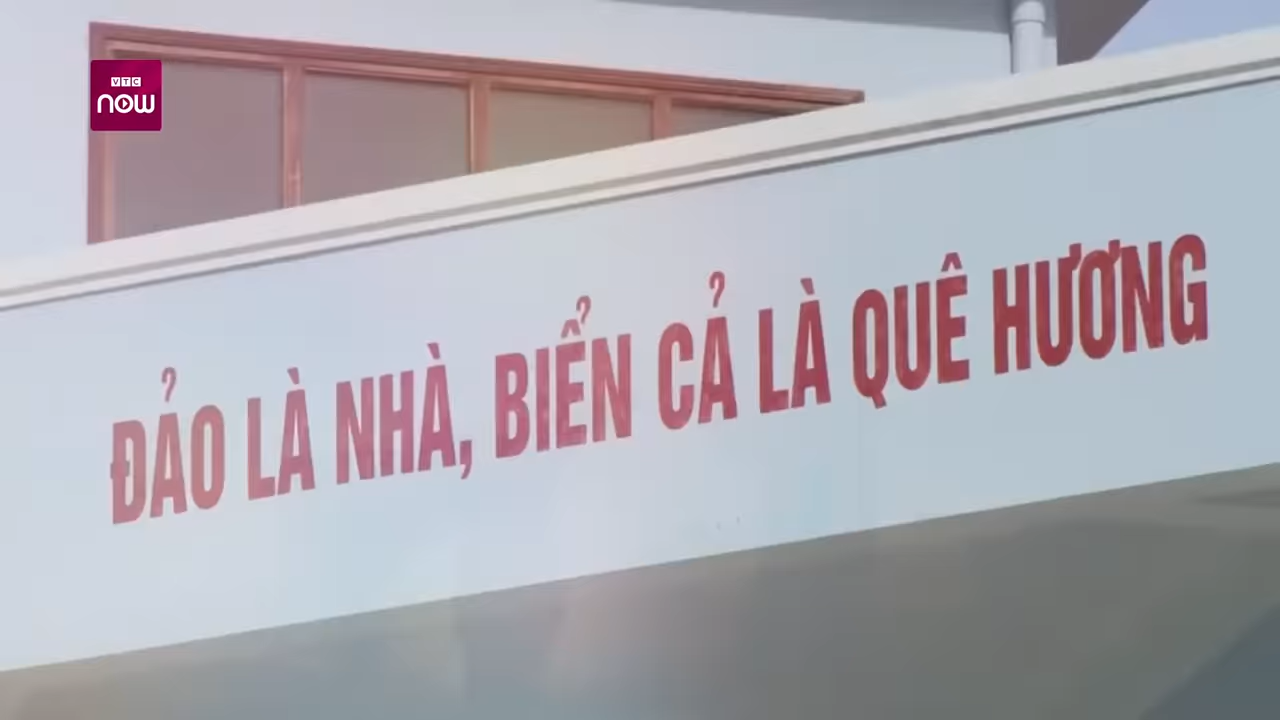 VTC
now
ĐẢO LÀ NHÀ, BIỂN CẢ LÀ QUÊ HƯƠNG